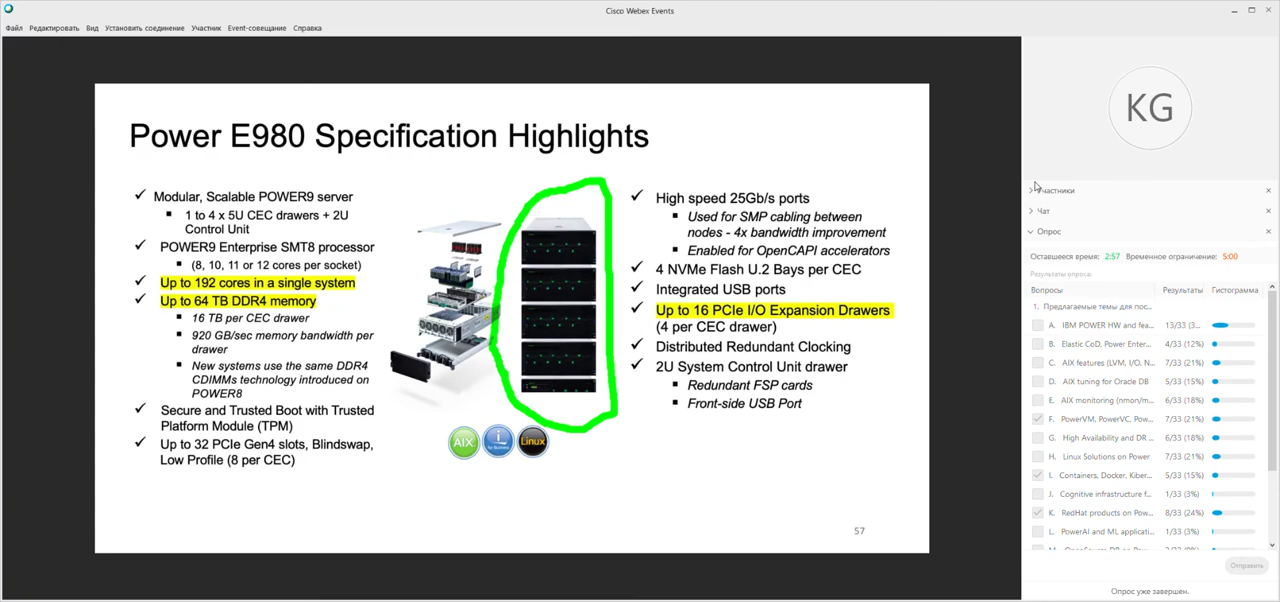 Cisco Webex Events
Файл Редактировать Вид Установить соединение Участник Event-совещание Справка
Power E980 Specification Highlights
✓ Modular, Scalable POWER9 server
▪ 1 to 4 x 5U CEC drawers + 2U
Control Unit
✓ POWER9 Enterprise SMT8 processor
▪ (8, 10, 11 or 12 cores per socket)
✓ Up to 192 cores in a single system
✓ Up to 64 TB DDR4 memory
▪ 16 TB per CEC drawer
▪ 920 GB/sec memory bandwidth per
drawer
▪ New systems use the same DDR4
CDIMMs technology introduced on
POWER8
✓ Secure and Trusted Boot with Trusted
Platform Module (TPM)
✓ Up to 32 PCIe Gen4 slots, Blindswap,
Low Profile (8 per CEC)
AIX i Linux
✓ High speed 25Gb/s ports
▪ Used for SMP cabling between
nodes - 4x bandwidth improvement
▪ Enabled for OpenCAPI accelerators
✓ 4 NVMe Flash U.2 Bays per CEC
✓ Integrated USB ports
✓ Up to 16 PCIe I/O Expansion Drawers
(4 per CEC drawer)
✓ Distributed Redundant Clocking
✓ 2U System Control Unit drawer
▪ Redundant FSP cards
▪ Front-side USB Port
57
KG
Участники
Чат
Опрос
Оставшееся время: 2:57 Временное ограничение: 5:00
Результаты опроса:
Вопросы Результаты Гистограмма
1. Предлагаемые темы для пос...
A. IBM POWER HW and fea... 13/33 (3...
B. Elastic CoD, Power Enter... 4/33 (12%)
C. AIX features (LVM, I/O, N... 7/33 (21%)
D. AIX tuning for Oracle DB 5/33 (15%)
E. AIX monitoring (nmon/m... 6/33 (18%)
F. PowerVM, PowerVC, Pow... 7/33 (21%)
G. High Availability and DR ... 6/33 (18%)
H. Linux Solutions on Power 7/33 (21%)
I. Containers, Docker, Kiber... 5/33 (15%)
J. Cognitive infrastructure f... 1/33 (3%)
K. RedHat products on Pow... 8/33 (24%)
L. PowerAI and ML applicati... 1/33 (3%)
Отправить
Опрос уже завершен.